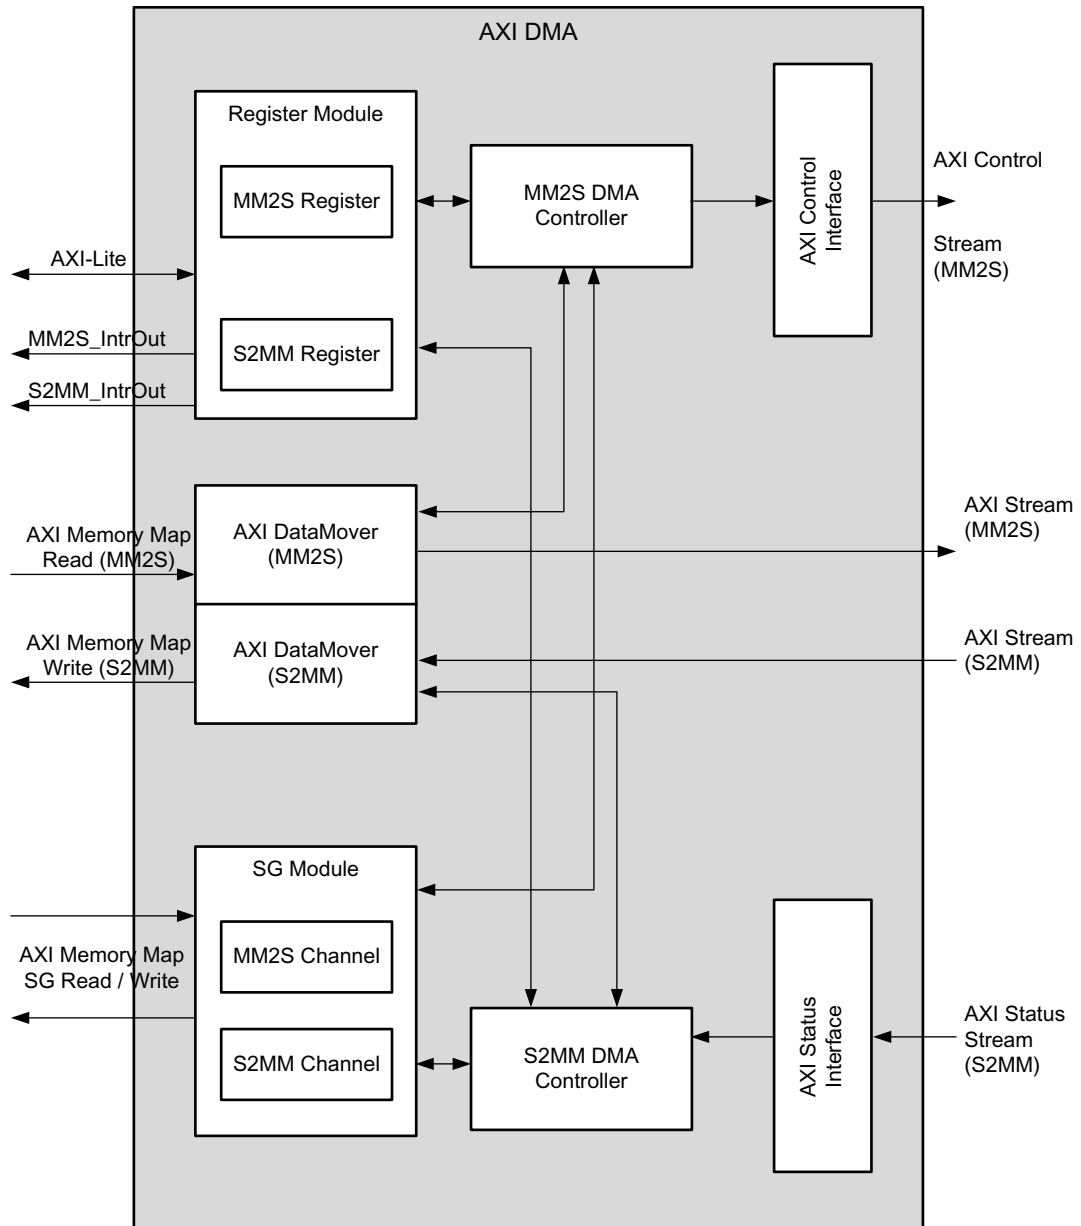 AXI DMA
Register Module
MM2S Register
S2MM Register
MM2S DMA
Controller
AXI Control
Interface
AXI Control
Stream
(MM2S)
AXI-Lite
MM2S_IntrOut
S2MM_IntrOut
AXI Memory Map
Read (MM2S)
AXI DataMover
(MM2S)
AXI Stream
(MM2S)
AXI Memory Map
Write (S2MM)
AXI DataMover
(S2MM)
AXI Stream
(S2MM)
SG Module
MM2S Channel
S2MM Channel
AXI Memory Map
SG Read / Write
S2MM DMA
Controller
AXI Status
Interface
AXI Status
Stream
(S2MM)